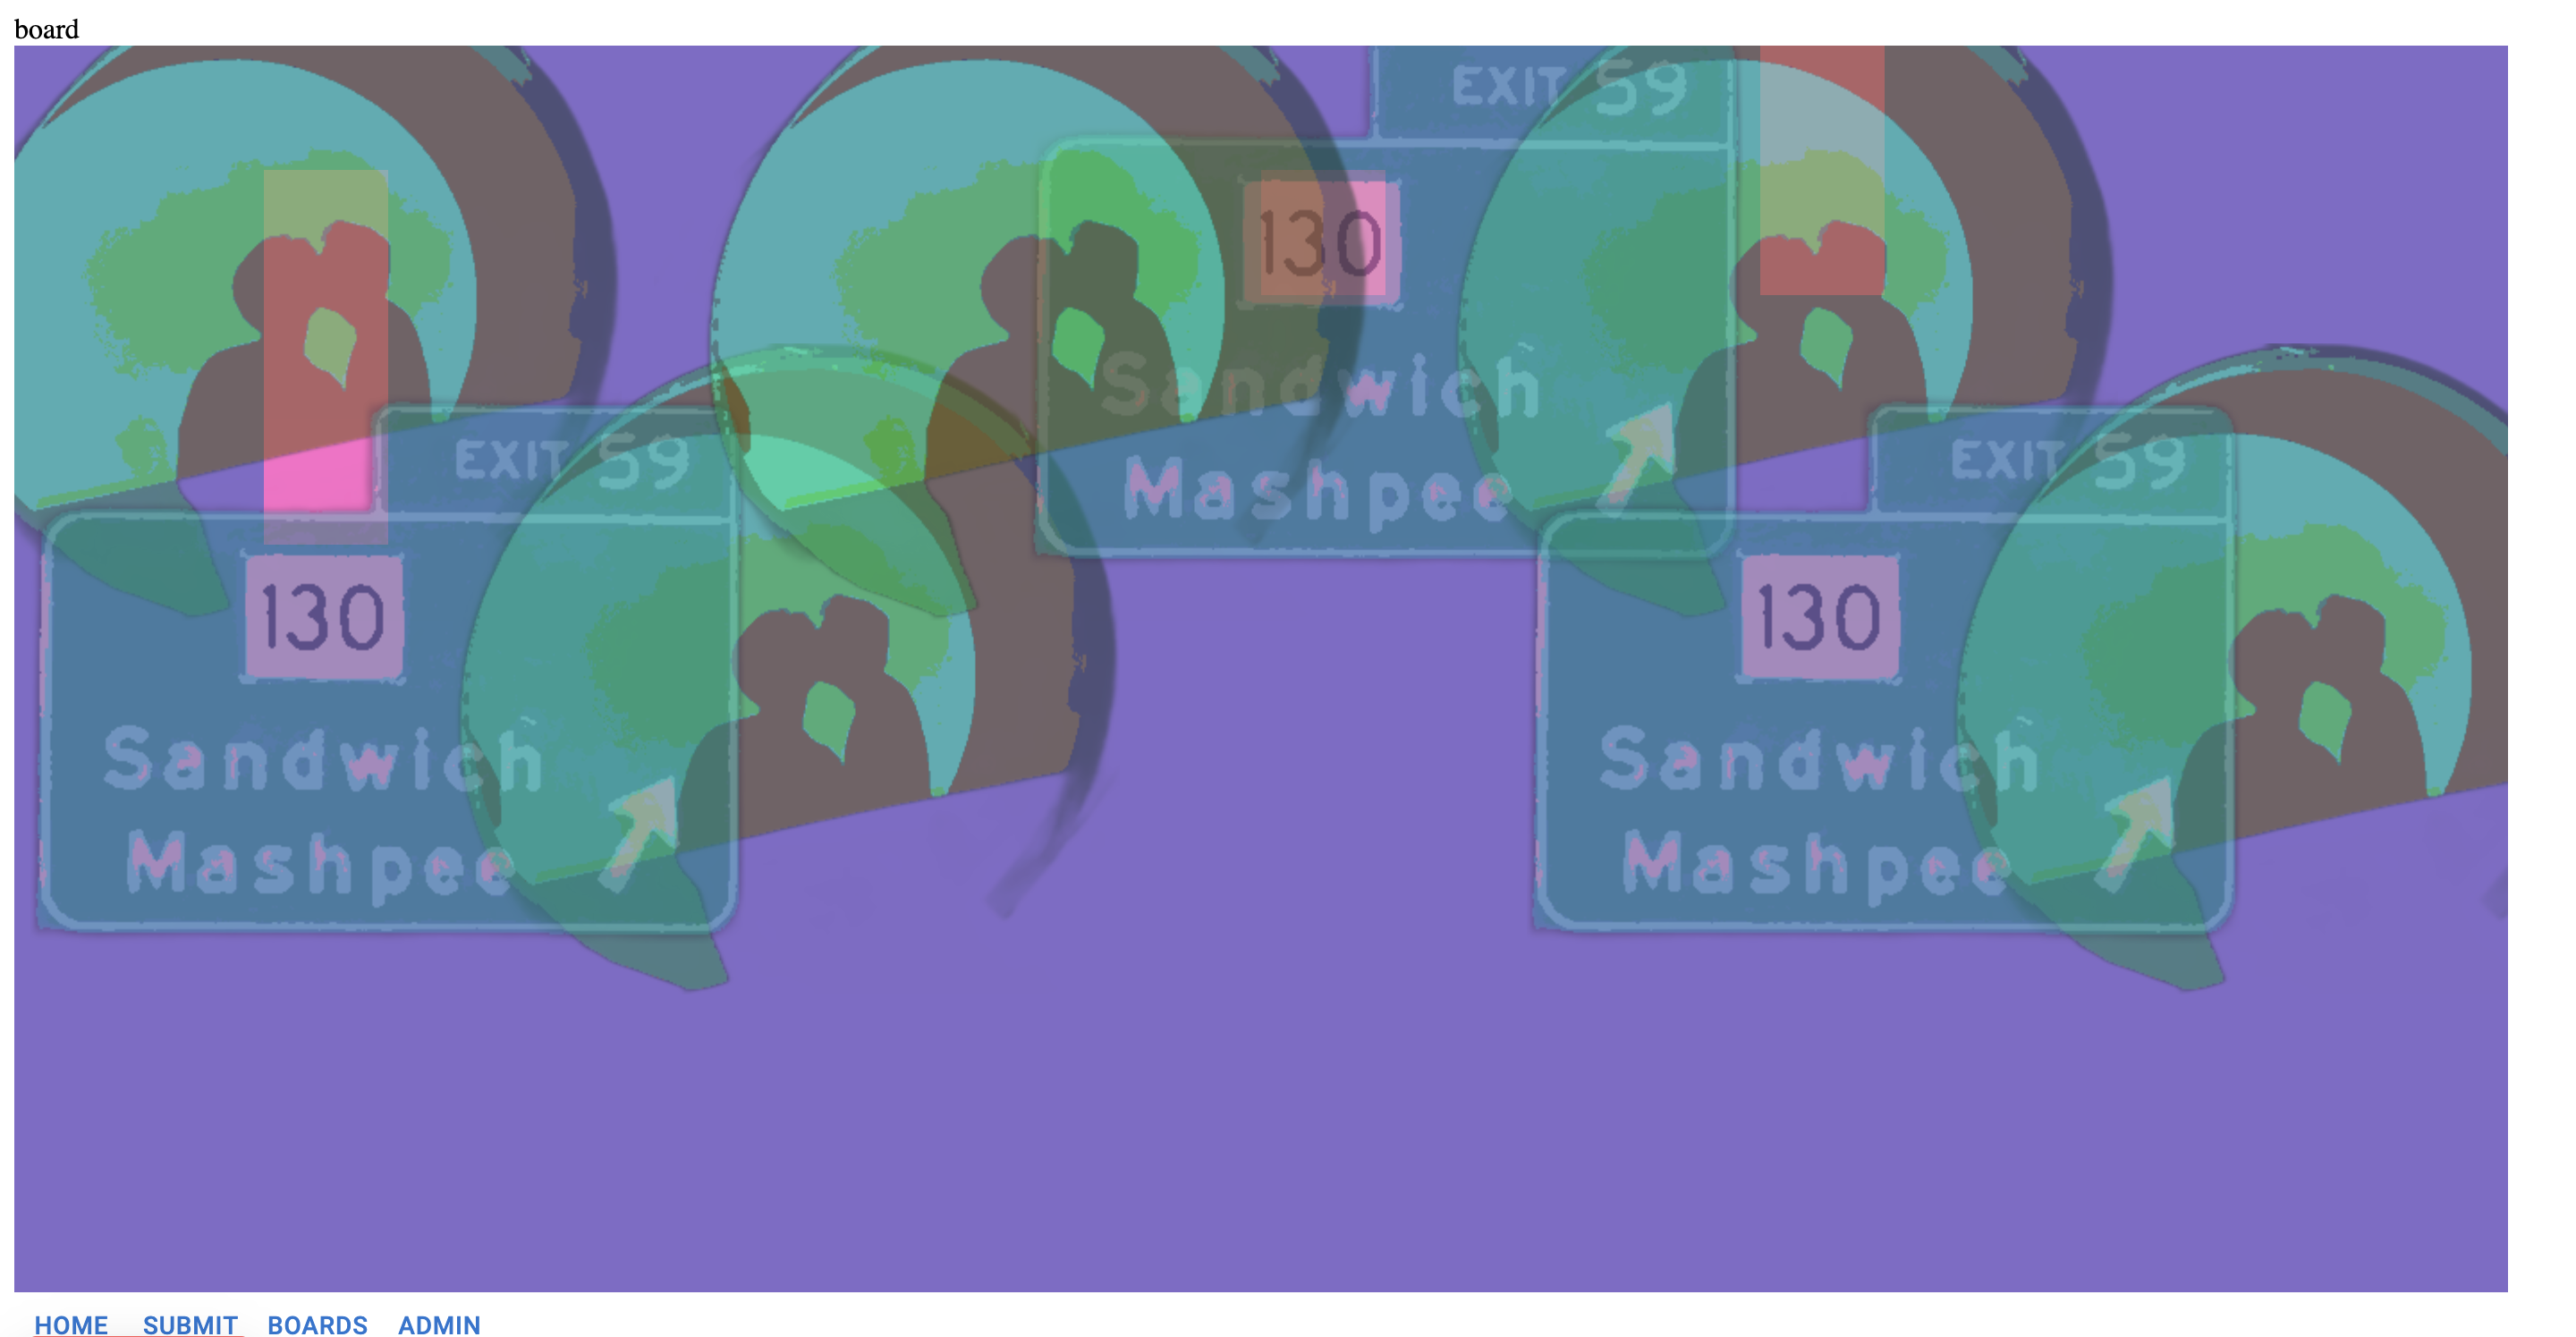 board
EXIT 59
130
Sandwich
Mashpee
EXIT 59
130
Sandwich
Mashpee
EXIT 59
130
Sandwich
Mashpee
HOME SUBMIT BOARDS ADMIN